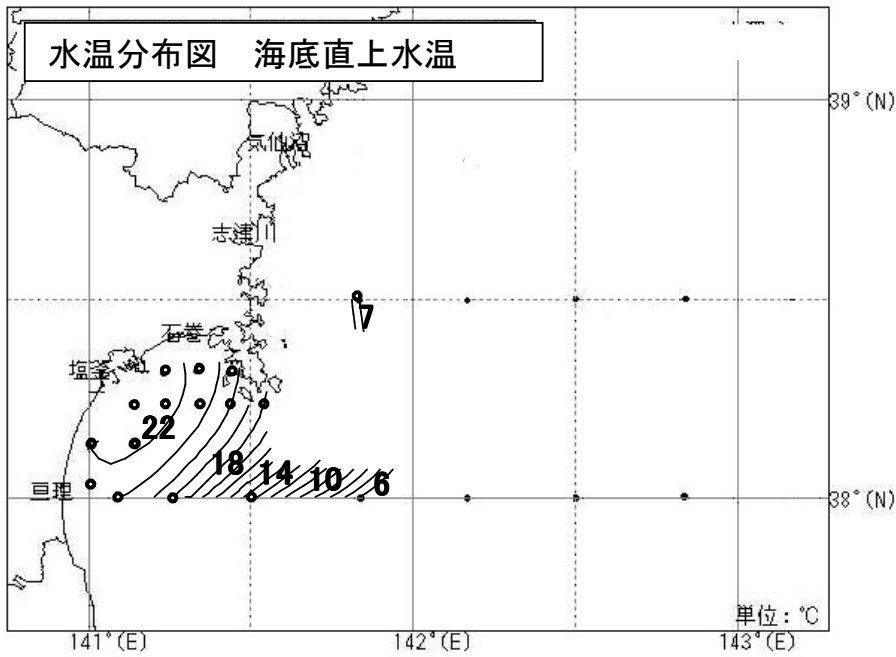 水温分布図 海底直上水温
39°(N)
気仙沼
志津川
7
石巻
塩釜
22
18
14
10
6
亘理
38°(N)
単位：℃
141°(E)
142°(E)
143°(E)